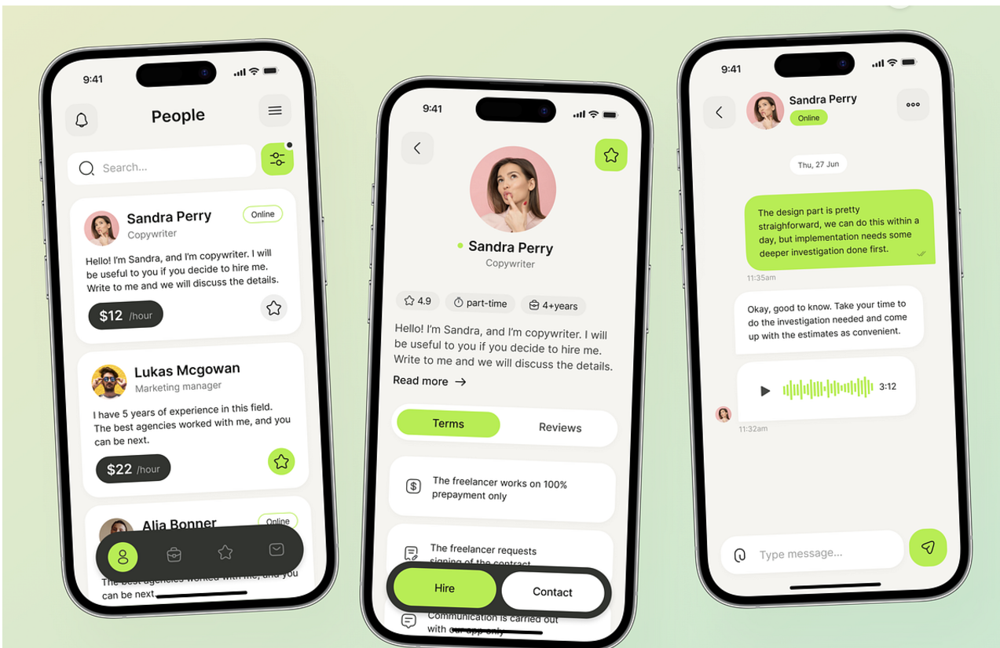 9:41
People
Search...
Sandra Perry
Online
Copywriter
Hello! I'm Sandra, and I'm copywriter. I will
be useful to you if you decide to hire me.
Write to me and we will discuss the details.
$12 /hour
Lukas Mcgowan
Marketing manager
I have 5 years of experience in this field.
The best agencies worked with me, and you
can be next.
$22 /hour
Alia Bonner
Online
The best agencies worked with me, and you
can be next.
9:41
Sandra Perry
Copywriter
4.9
part-time
4+years
Hello! I'm Sandra, and I'm copywriter. I will
be useful to you if you decide to hire me.
Write to me and we will discuss the details.
Read more →
Terms
Reviews
The freelancer works on 100%
prepayment only
The freelancer requests
signing of the contract
Hire
Contact
Communication is carried out
with our app only
9:41
Sandra Perry
Online
Thu, 27 Jun
The design part is pretty
straighforward, we can do this within a
day, but implementation needs some
deeper investigation done first.
11:35am
Okay, good to know. Take your time to
do the investigation needed and come
up with the estimates as convenient.
3:12
11:32am
Type message...